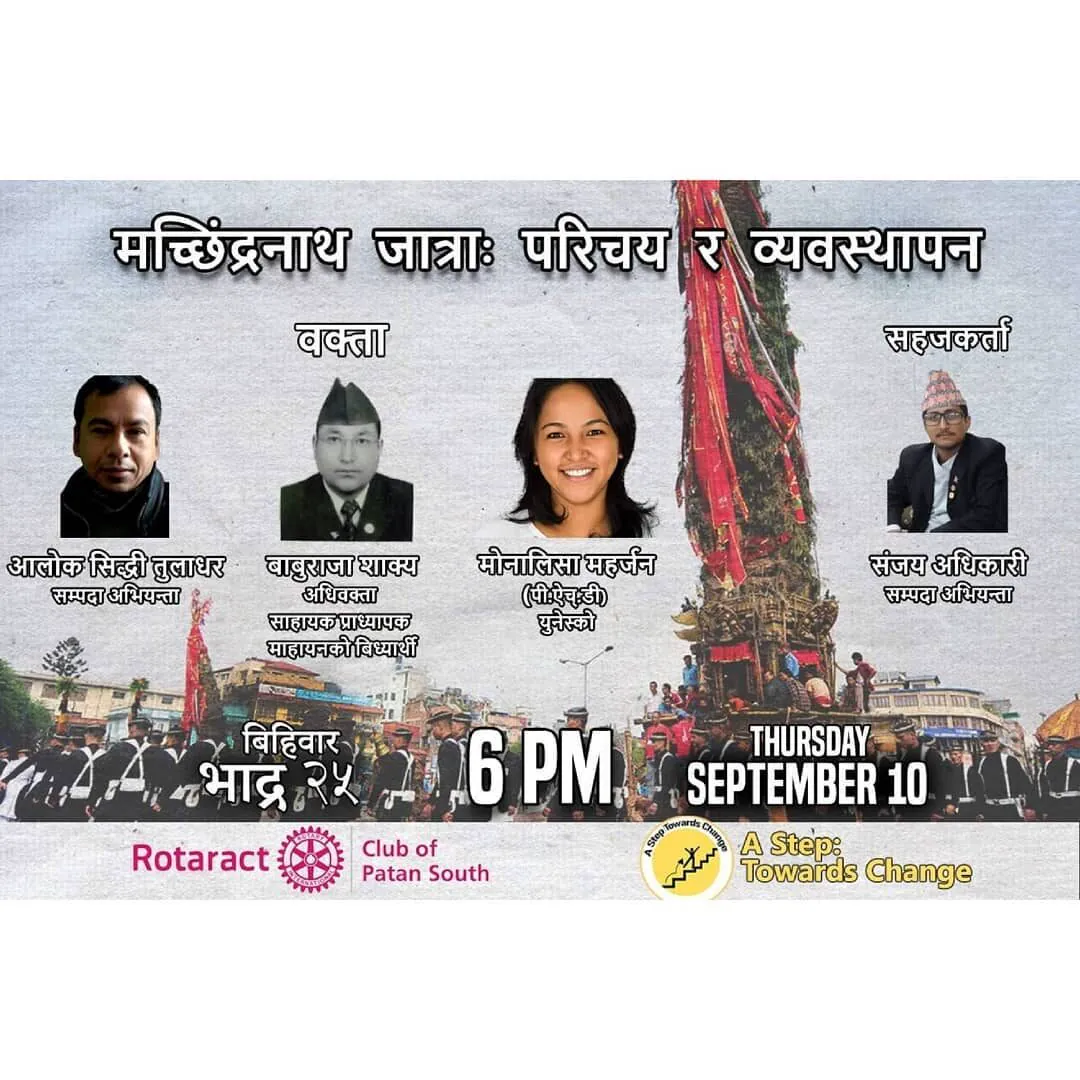 मच्छिंद्रनाथ जात्राः परिचय र व्यवस्थापन
वक्ता
सहजकर्ता
आलोक सिद्धी तुलाधर
सम्पदा अभियन्ता
बाबुराजा शाक्य
अधिवक्ता
साहायक प्राध्यापक
माहायनको बिध्यार्थी
मोनालिसा महर्जन
(पी.ऐच्.डी)
युनेस्को
संजय अधिकारी
सम्पदा अभियन्ता
बिहिवार
भाद्र २५
6 PM
THURSDAY
SEPTEMBER 10
Rotaract
ROTARY
INTERNATIONAL
Club of
Patan South
A Step Towards Change
A Step:
Towards Change